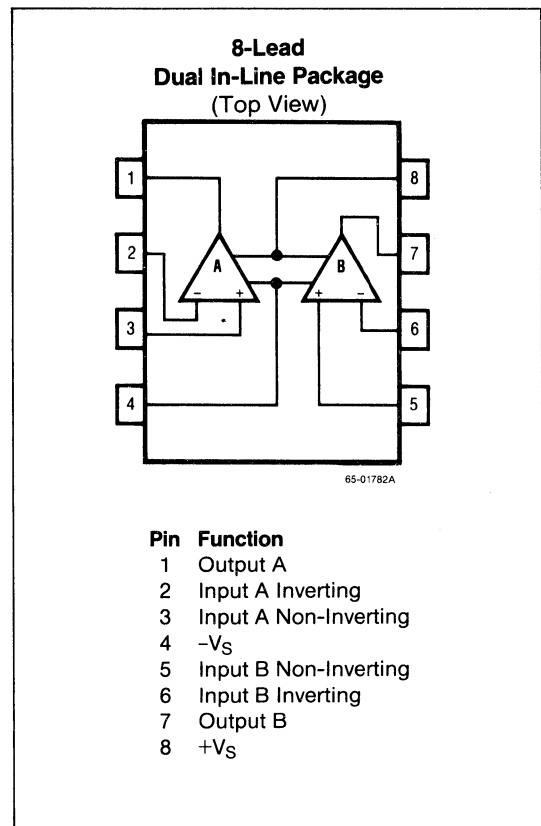 8-Lead
Dual In-Line Package
(Top View)
1
8
2
A
B
7
- +
+ -
3
6
4
5
65-01782A
Pin Function
1 Output A
2 Input A Inverting
3 Input A Non-Inverting
4 –VS
5 Input B Non-Inverting
6 Input B Inverting
7 Output B
8 +VS